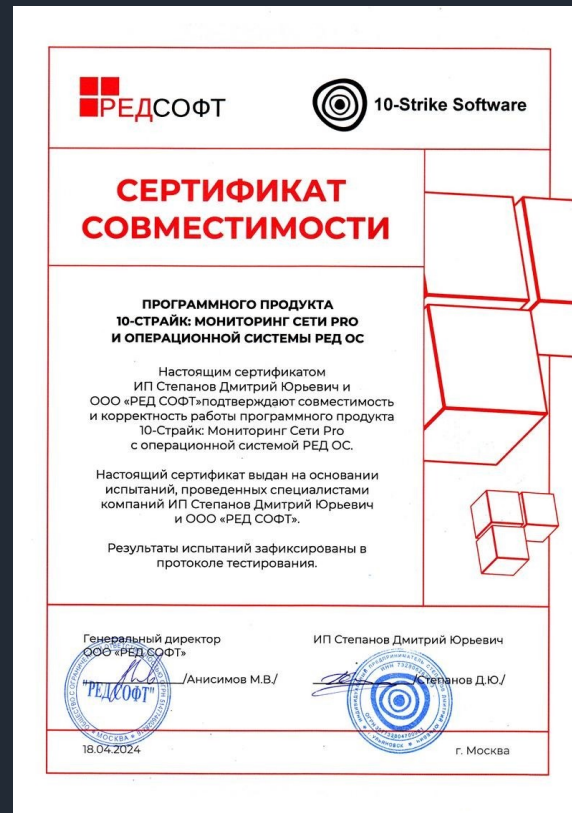 РЕДСОФТ
10-Strike Software
СЕРТИФИКАТ
СОВМЕСТИМОСТИ
ПРОГРАММНОГО ПРОДУКТА
10-СТРАЙК: МОНИТОРИНГ СЕТИ PRO
И ОПЕРАЦИОННОЙ СИСТЕМЫ РЕД ОС
Настоящим сертификатом
ИП Степанов Дмитрий Юрьевич и
ООО «РЕД СОФТ»подтверждают совместимость
и корректность работы программного продукта
10-Страйк: Мониторинг Сети Pro
с операционной системой РЕД ОС.
Настоящий сертификат выдан на основании
испытаний, проведенных специалистами
компаний ИП Степанов Дмитрий Юрьевич
и ООО «РЕД СОФТ».
Результаты испытаний зафиксированы в
протоколе тестирования.
Генеральный директор
ООО «РЕД СОФТ»
/Анисимов М.В./
"РЕД СОФТ"
МОСКВА
ИП Степанов Дмитрий Юрьевич
/Степанов Д.Ю./
18.04.2024
г. Москва